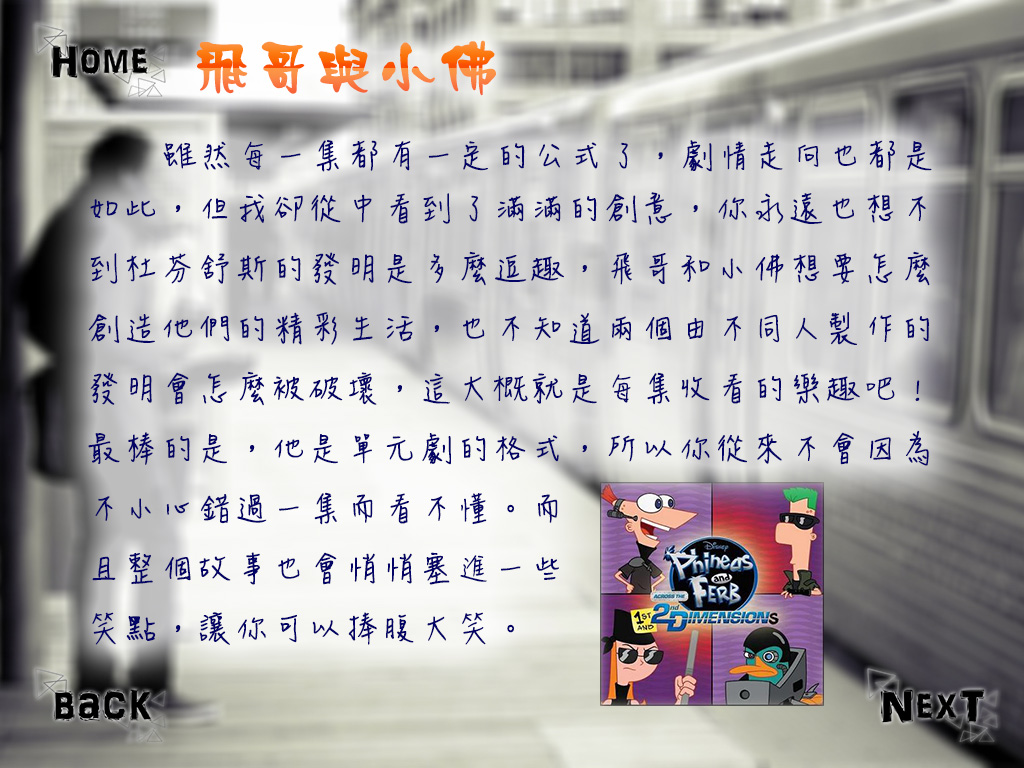 HOME
飛哥與小佛
雖然每一集都有一定的公式了，劇情走向也都是
如此，但我卻從中看到了滿滿的創意，你永遠也想不
到杜芬舒斯的發明是多麼逗趣，飛哥和小佛想要怎麼
創造他們的精彩生活，也不知道兩個由不同人製作的
發明會怎麼被破壞，這大概就是每集收看的樂趣吧！
最棒的是，他是單元劇的格式，所以你從來不會因為
不小心錯過一集而看不懂。而
且整個故事也會悄悄塞進一些
笑點，讓你可以捧腹大笑。
Disney
Phineas
and
FERB
ACROSS THE
1ST AND 2nd DIMENSIONS
BACK
NEXT